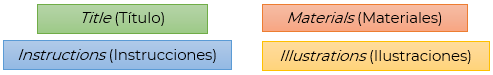 Title (Título)
Materials (Materiales)
Instructions (Instrucciones)
Illustrations (Ilustraciones)